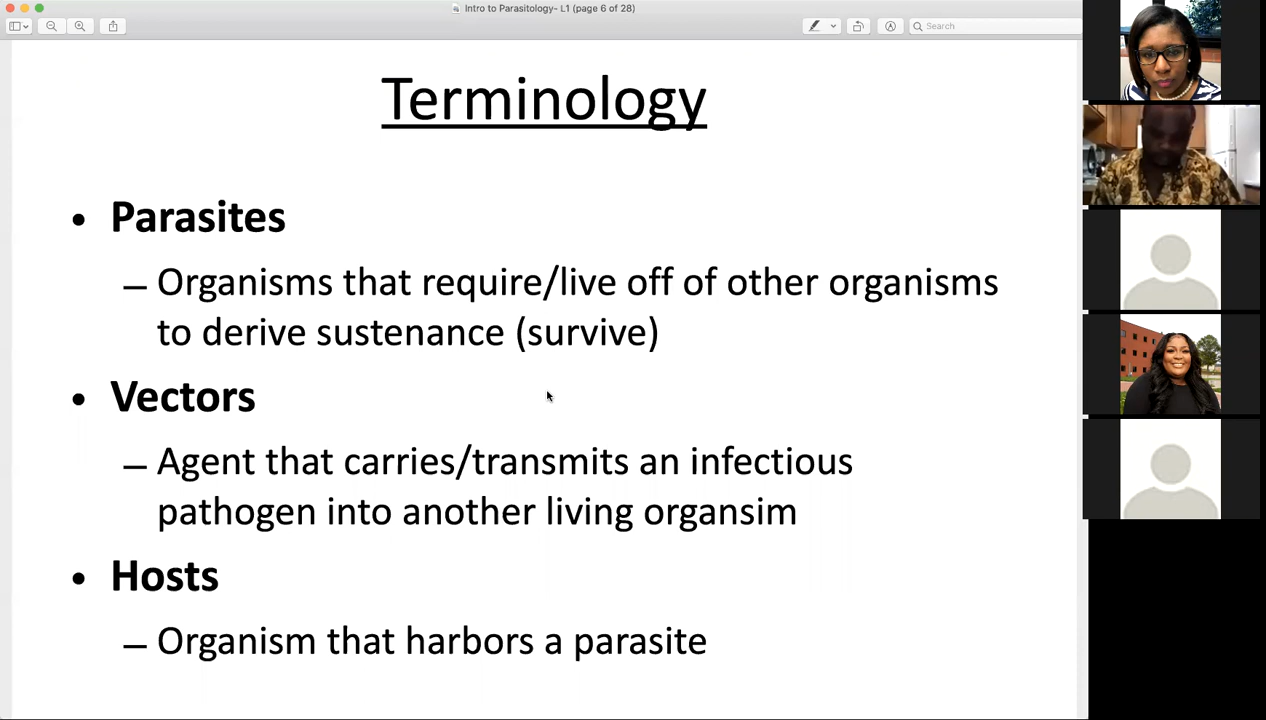 Intro to Parasitology- L1 (page 6 of 28)
Search
Terminology
• Parasites
– Organisms that require/live off of other organisms
to derive sustenance (survive)
• Vectors
– Agent that carries/transmits an infectious
pathogen into another living organsim
• Hosts
– Organism that harbors a parasite